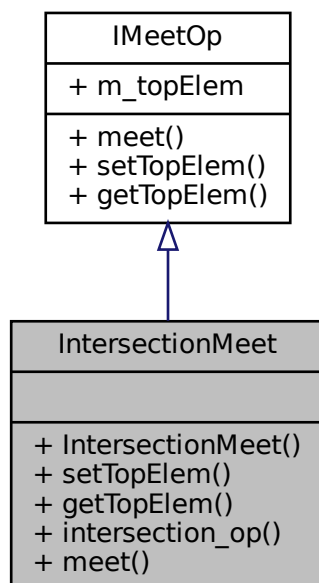 IMeetOp
+ m_topElem
+ meet()
+ setTopElem()
+ getTopElem()
IntersectionMeet
+ IntersectionMeet()
+ setTopElem()
+ getTopElem()
+ intersection_op()
+ meet()